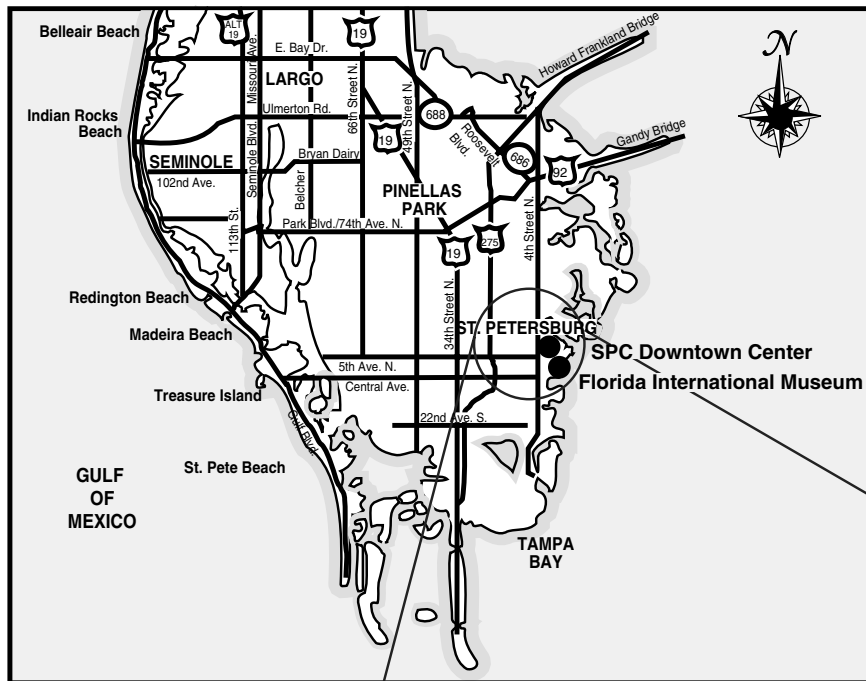 Belleair Beach
ALT
19
Missouri Ave.
19
E. Bay Dr.
Howard Frankland Bridge
N
LARGO
66th Street N.
49th Street N.
Indian Rocks
Beach
Ulmerton Rd.
688
Roosevelt
Blvd.
Gandy Bridge
19
686
92
SEMINOLE
Seminole Blvd.
Bryan Dairy
102nd Ave.
Belcher
PINELLAS
PARK
113th St.
Park Blvd./74th Ave. N.
19
275
4th Street N.
Redington Beach
Madeira Beach
34th Street N.
ST. PETERSBURG
5th Ave. N.
SPC Downtown Center
Central Ave.
Florida International Museum
Treasure Island
Gulf Blvd.
22nd Ave. S.
St. Pete Beach
GULF
OF
MEXICO
TAMPA
BAY